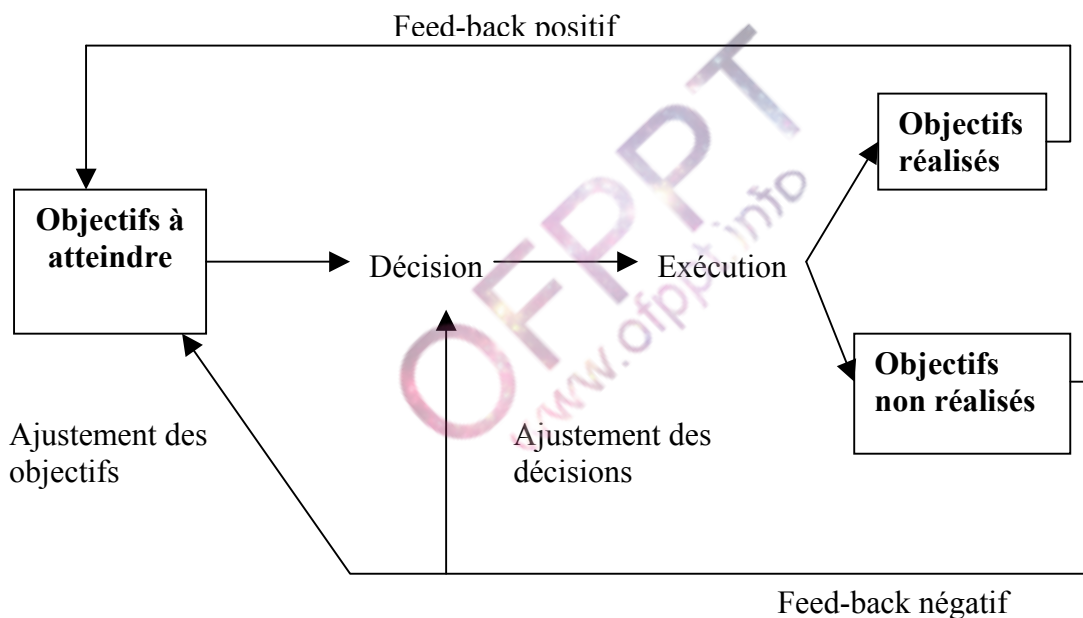 Feed-back positif
Objectifs
réalisés
Objectifs à
atteindre
Décision
Exécution
Objectifs
non réalisés
Ajustement des
objectifs
Ajustement des
décisions
Feed-back négatif
OFPPT
www.ofppt.info